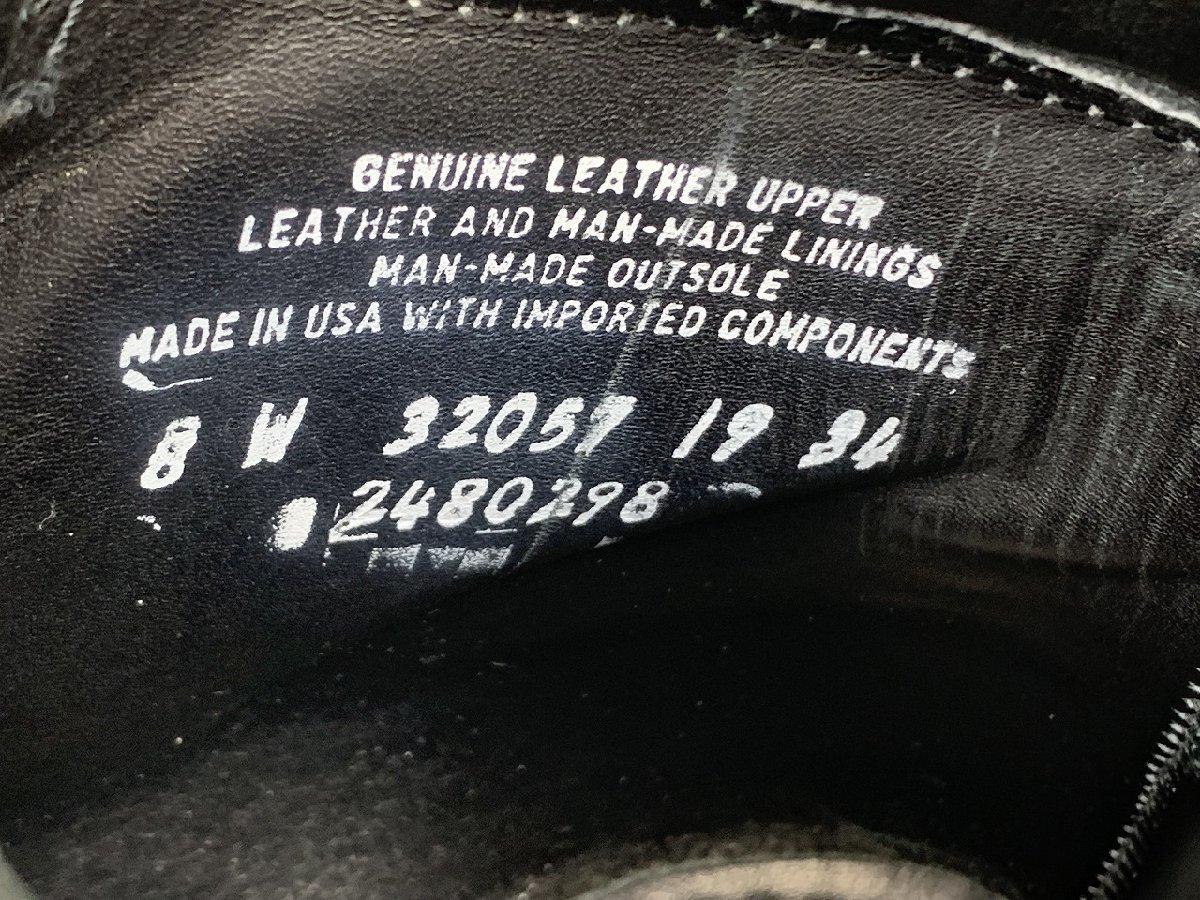 GENUINE LEATHER UPPER
LEATHER AND MAN-MADE LININGS
MAN-MADE OUTSOLE
MADE IN USA WITH IMPORTED COMPONENTS
8 W 32057 19 34
2480298